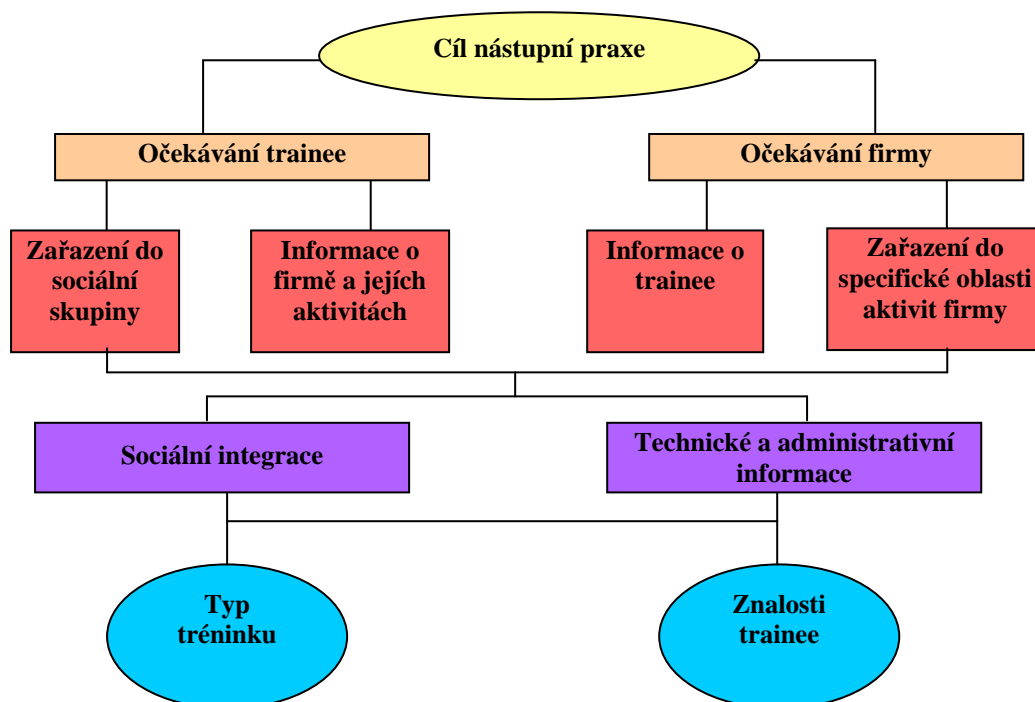 Cíl nástupní praxe
Očekávání trainee
Očekávání firmy
Zařazení do
sociální
skupiny
Informace o
firmě a jejích
aktivitách
Informace o
trainee
Zařazení do
specifické oblasti
aktivit firmy
Sociální integrace
Technické a administrativní
informace
Typ
tréninku
Znalosti
trainee